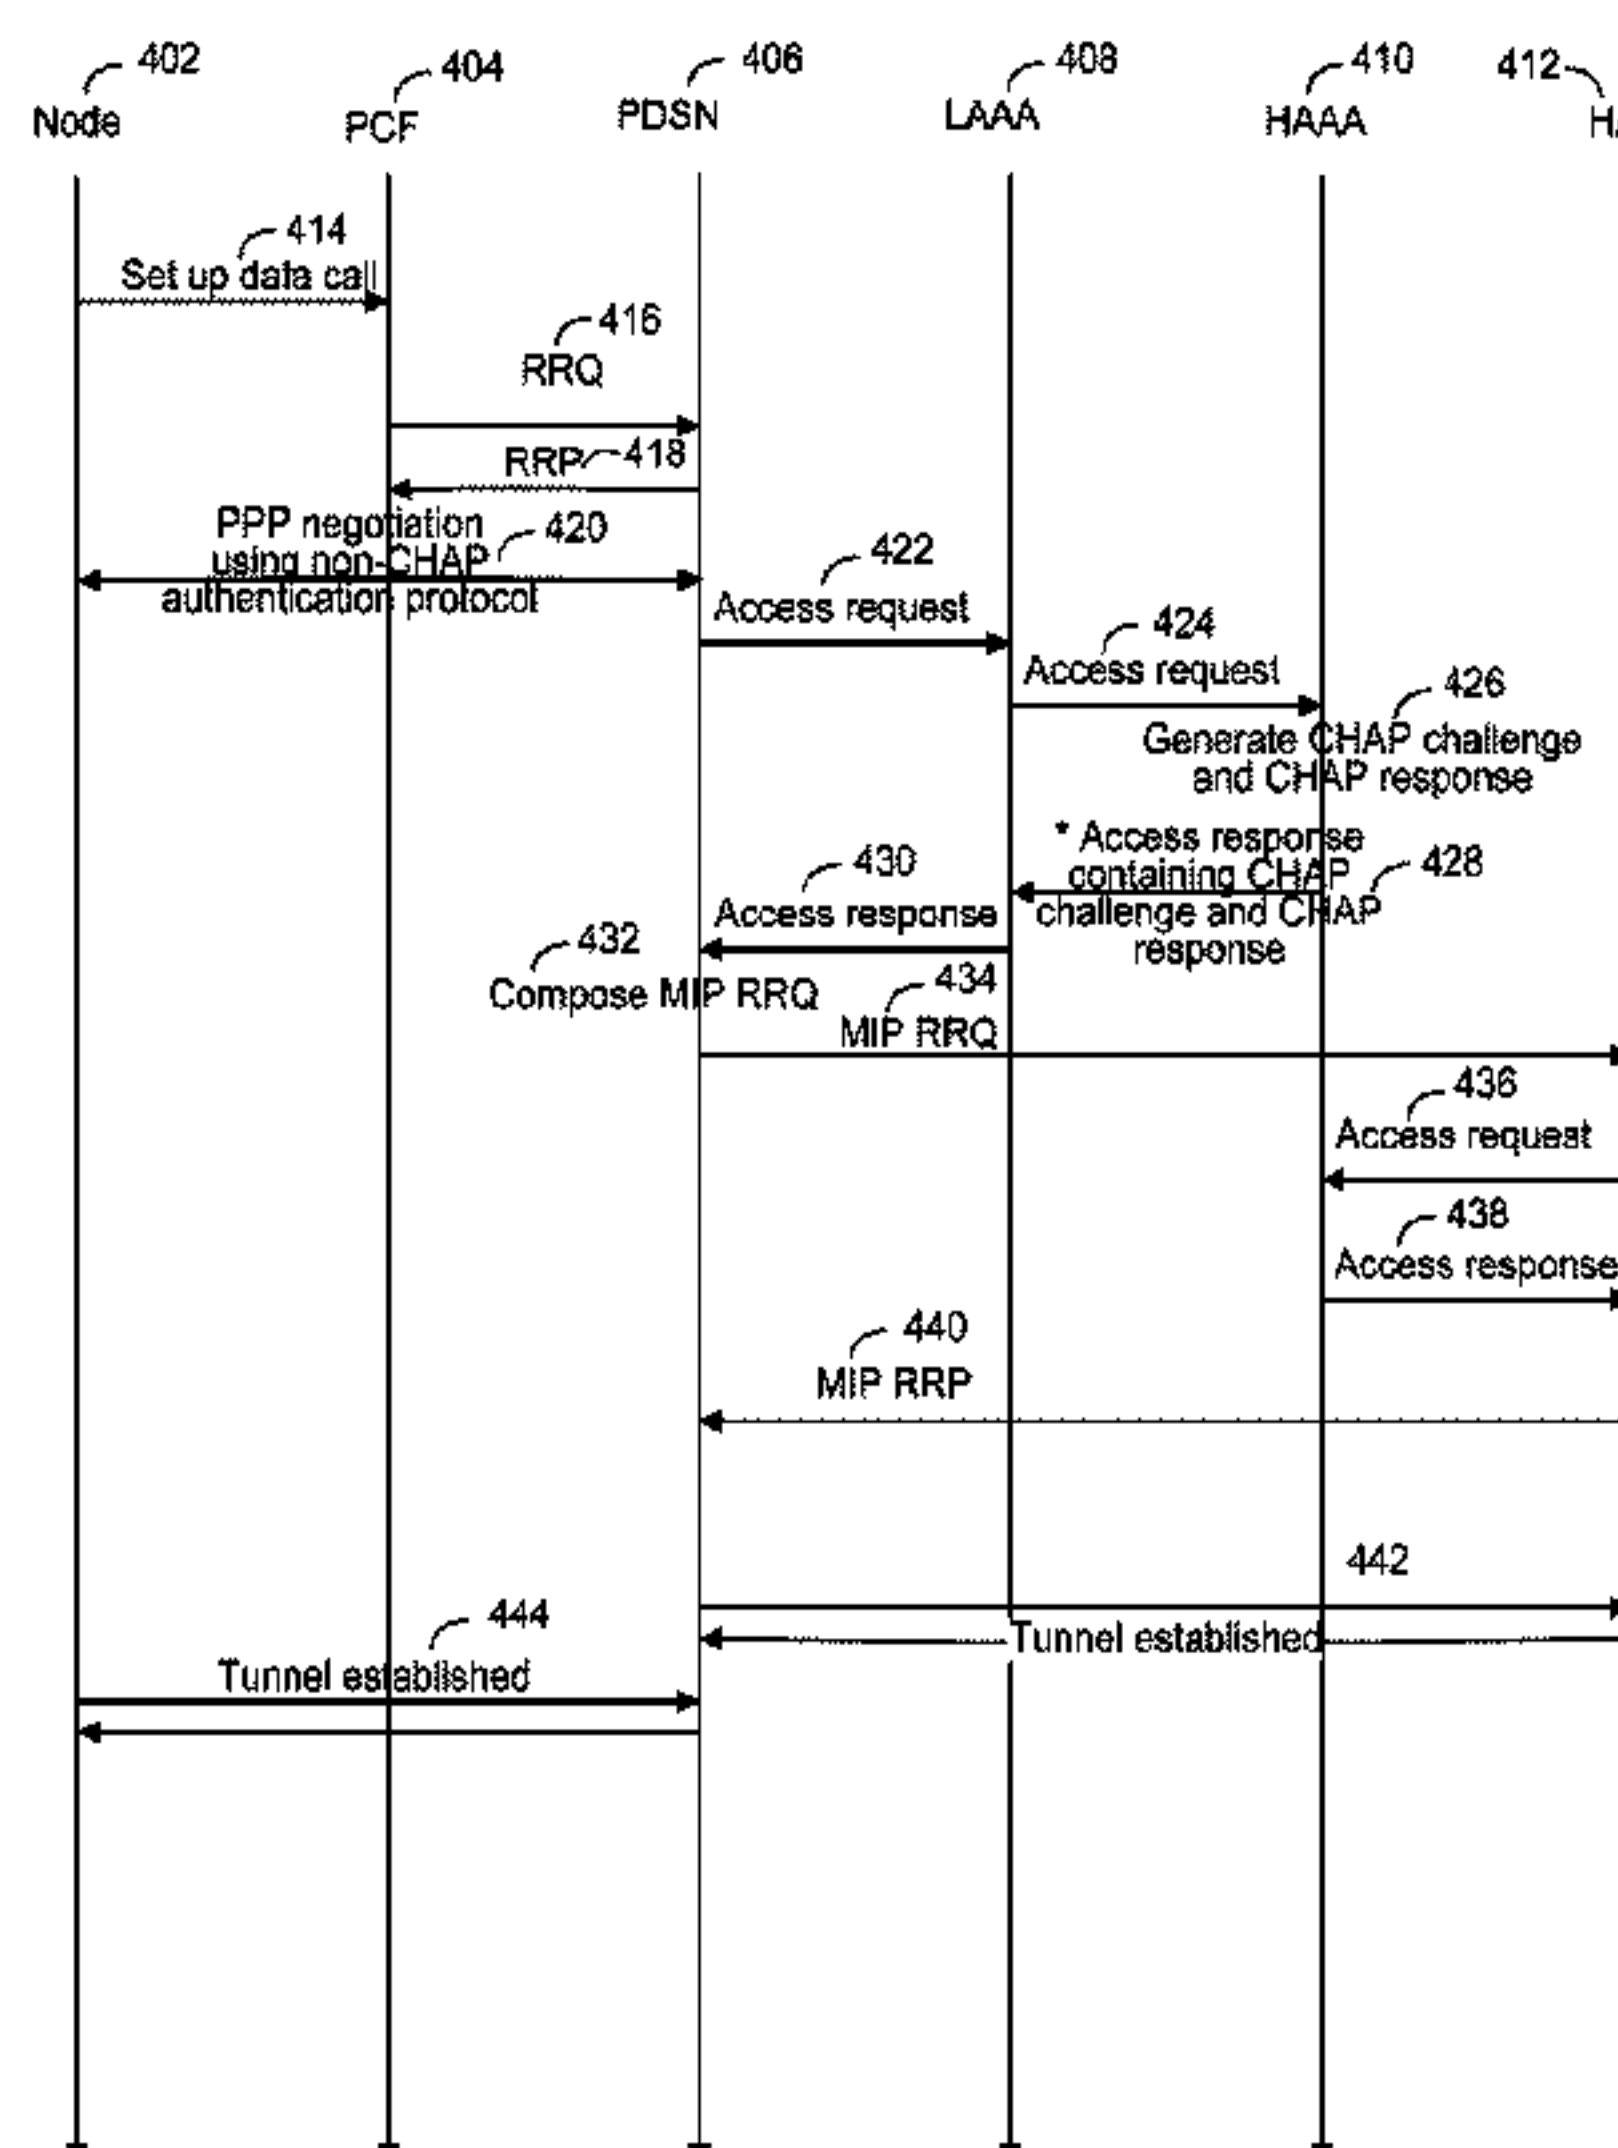 402 404 406 408 410 412
Node PCF PDSN LAAA HAAA
414
Set up data call
416
RRQ
RRP 418
PPP negotiation
using non-CHAP 420
authentication protocol
422
Access request
424
Access request
426
Generate CHAP challenge
and CHAP response
* Access response
containing CHAP 428
challenge and CHAP
response
430
Access response
432
Compose MIP RRQ
434
MIP RRQ
436
Access request
438
Access response
440
MIP RRP
442
Tunnel established
444
Tunnel established